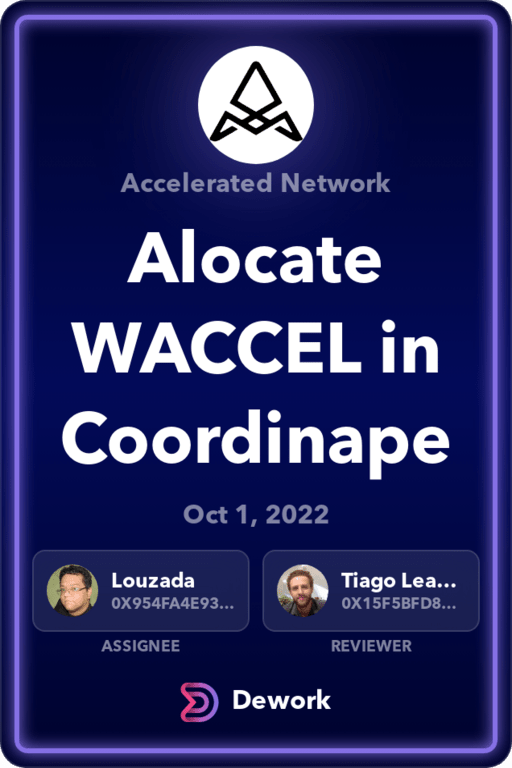 Accelerated Network
Alocate
WACCEL in
Coordinape
Oct 1, 2022
Louzada
0X954FA4E93...
ASSIGNEE
Tiago Lea...
0X15F5BFD8...
REVIEWER
Dework